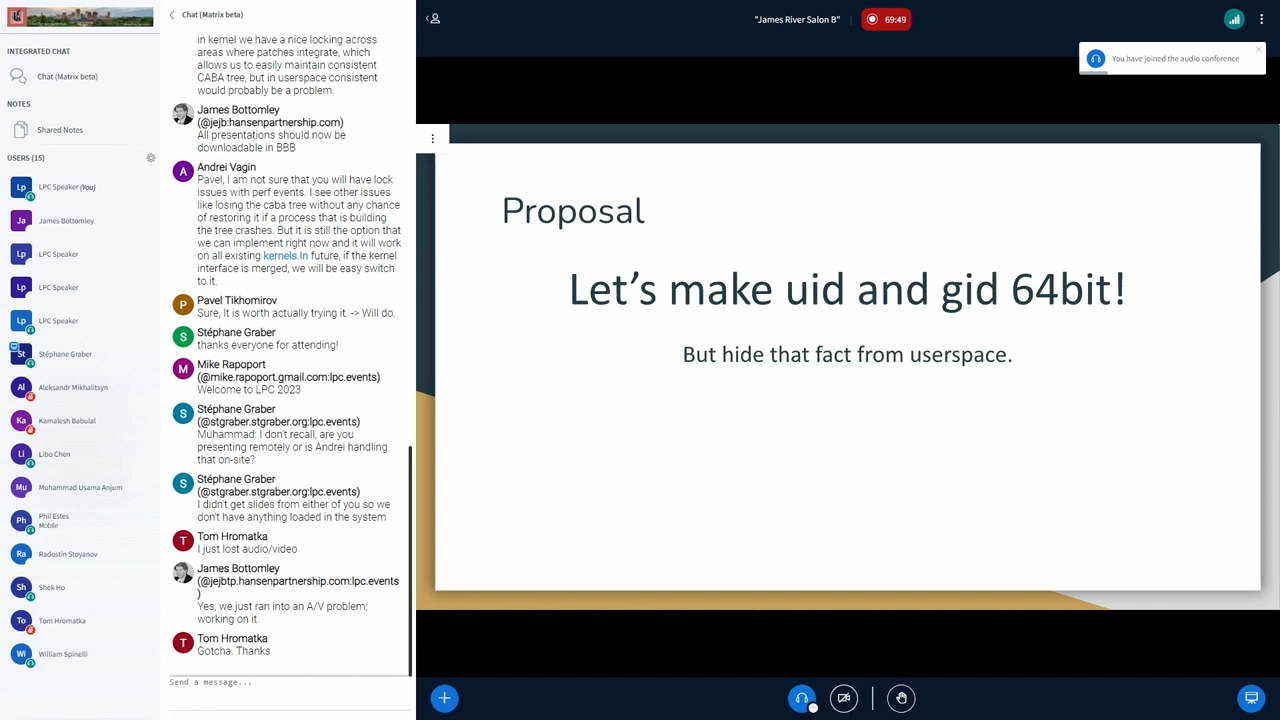 INTEGRATED CHAT
Chat (Matrix beta)
NOTES
Shared Notes
USERS (15)
Lp LPC Speaker (You)
Ja James Bottomley
Lp LPC Speaker
Lp LPC Speaker
Lp LPC Speaker
St Stéphane Graber
Al Aleksandr Mikhalitsyn
Ka Kamalesh Babulal
Li Libo Chen
Mu Muhammad Usama Anjum
Ph Phil Estes
Mobile
Ra Radostin Stoyanov
Sh Shek Ho
To Tom Hromatka
Wi William Spinelli
Chat (Matrix beta)
in kernel we have a nice locking across
areas where patches integrate, which
allows us to easily maintain consistent
CABA tree, but in userspace consistent
would probably be a problem.
James Bottomley
(@jejb:hansenpartnership.com)
All presentations should now be
downloadable in BBB
A Andrei Vagin
Pavel, I am not sure that you will have lock
issues with perf events. I see other issues
like losing the caba tree without any chance
of restoring it if a process that is building
the tree crashes. But it is still the option that
we can implement right now and it will work
on all existing kernels.In future, if the kernel
interface is merged, we will be easy switch
to it.
P Pavel Tikhomirov
Sure, It is worth actually trying it. -> Will do.
S Stéphane Graber
thanks everyone for attending!
M Mike Rapoport
(@mike.rapoport.gmail.com:lpc.events)
Welcome to LPC 2023
S Stéphane Graber
(@stgraber.stgraber.org:lpc.events)
Muhammad: I don't recall, are you
presenting remotely or is Andrei handling
that on-site?
S Stéphane Graber
(@stgraber.stgraber.org:lpc.events)
I didn't get slides from either of you so we
don't have anything loaded in the system
T Tom Hromatka
I just lost audio/video
James Bottomley
(@jejbtp.hansenpartnership.com:lpc.events
)
Yes, we just ran into an A/V problem;
working on it
T Tom Hromatka
Gotcha. Thanks
Send a message...
"James River Salon B"
69:49
You have joined the audio conference
Proposal
Let's make uid and gid 64bit!
But hide that fact from userspace.